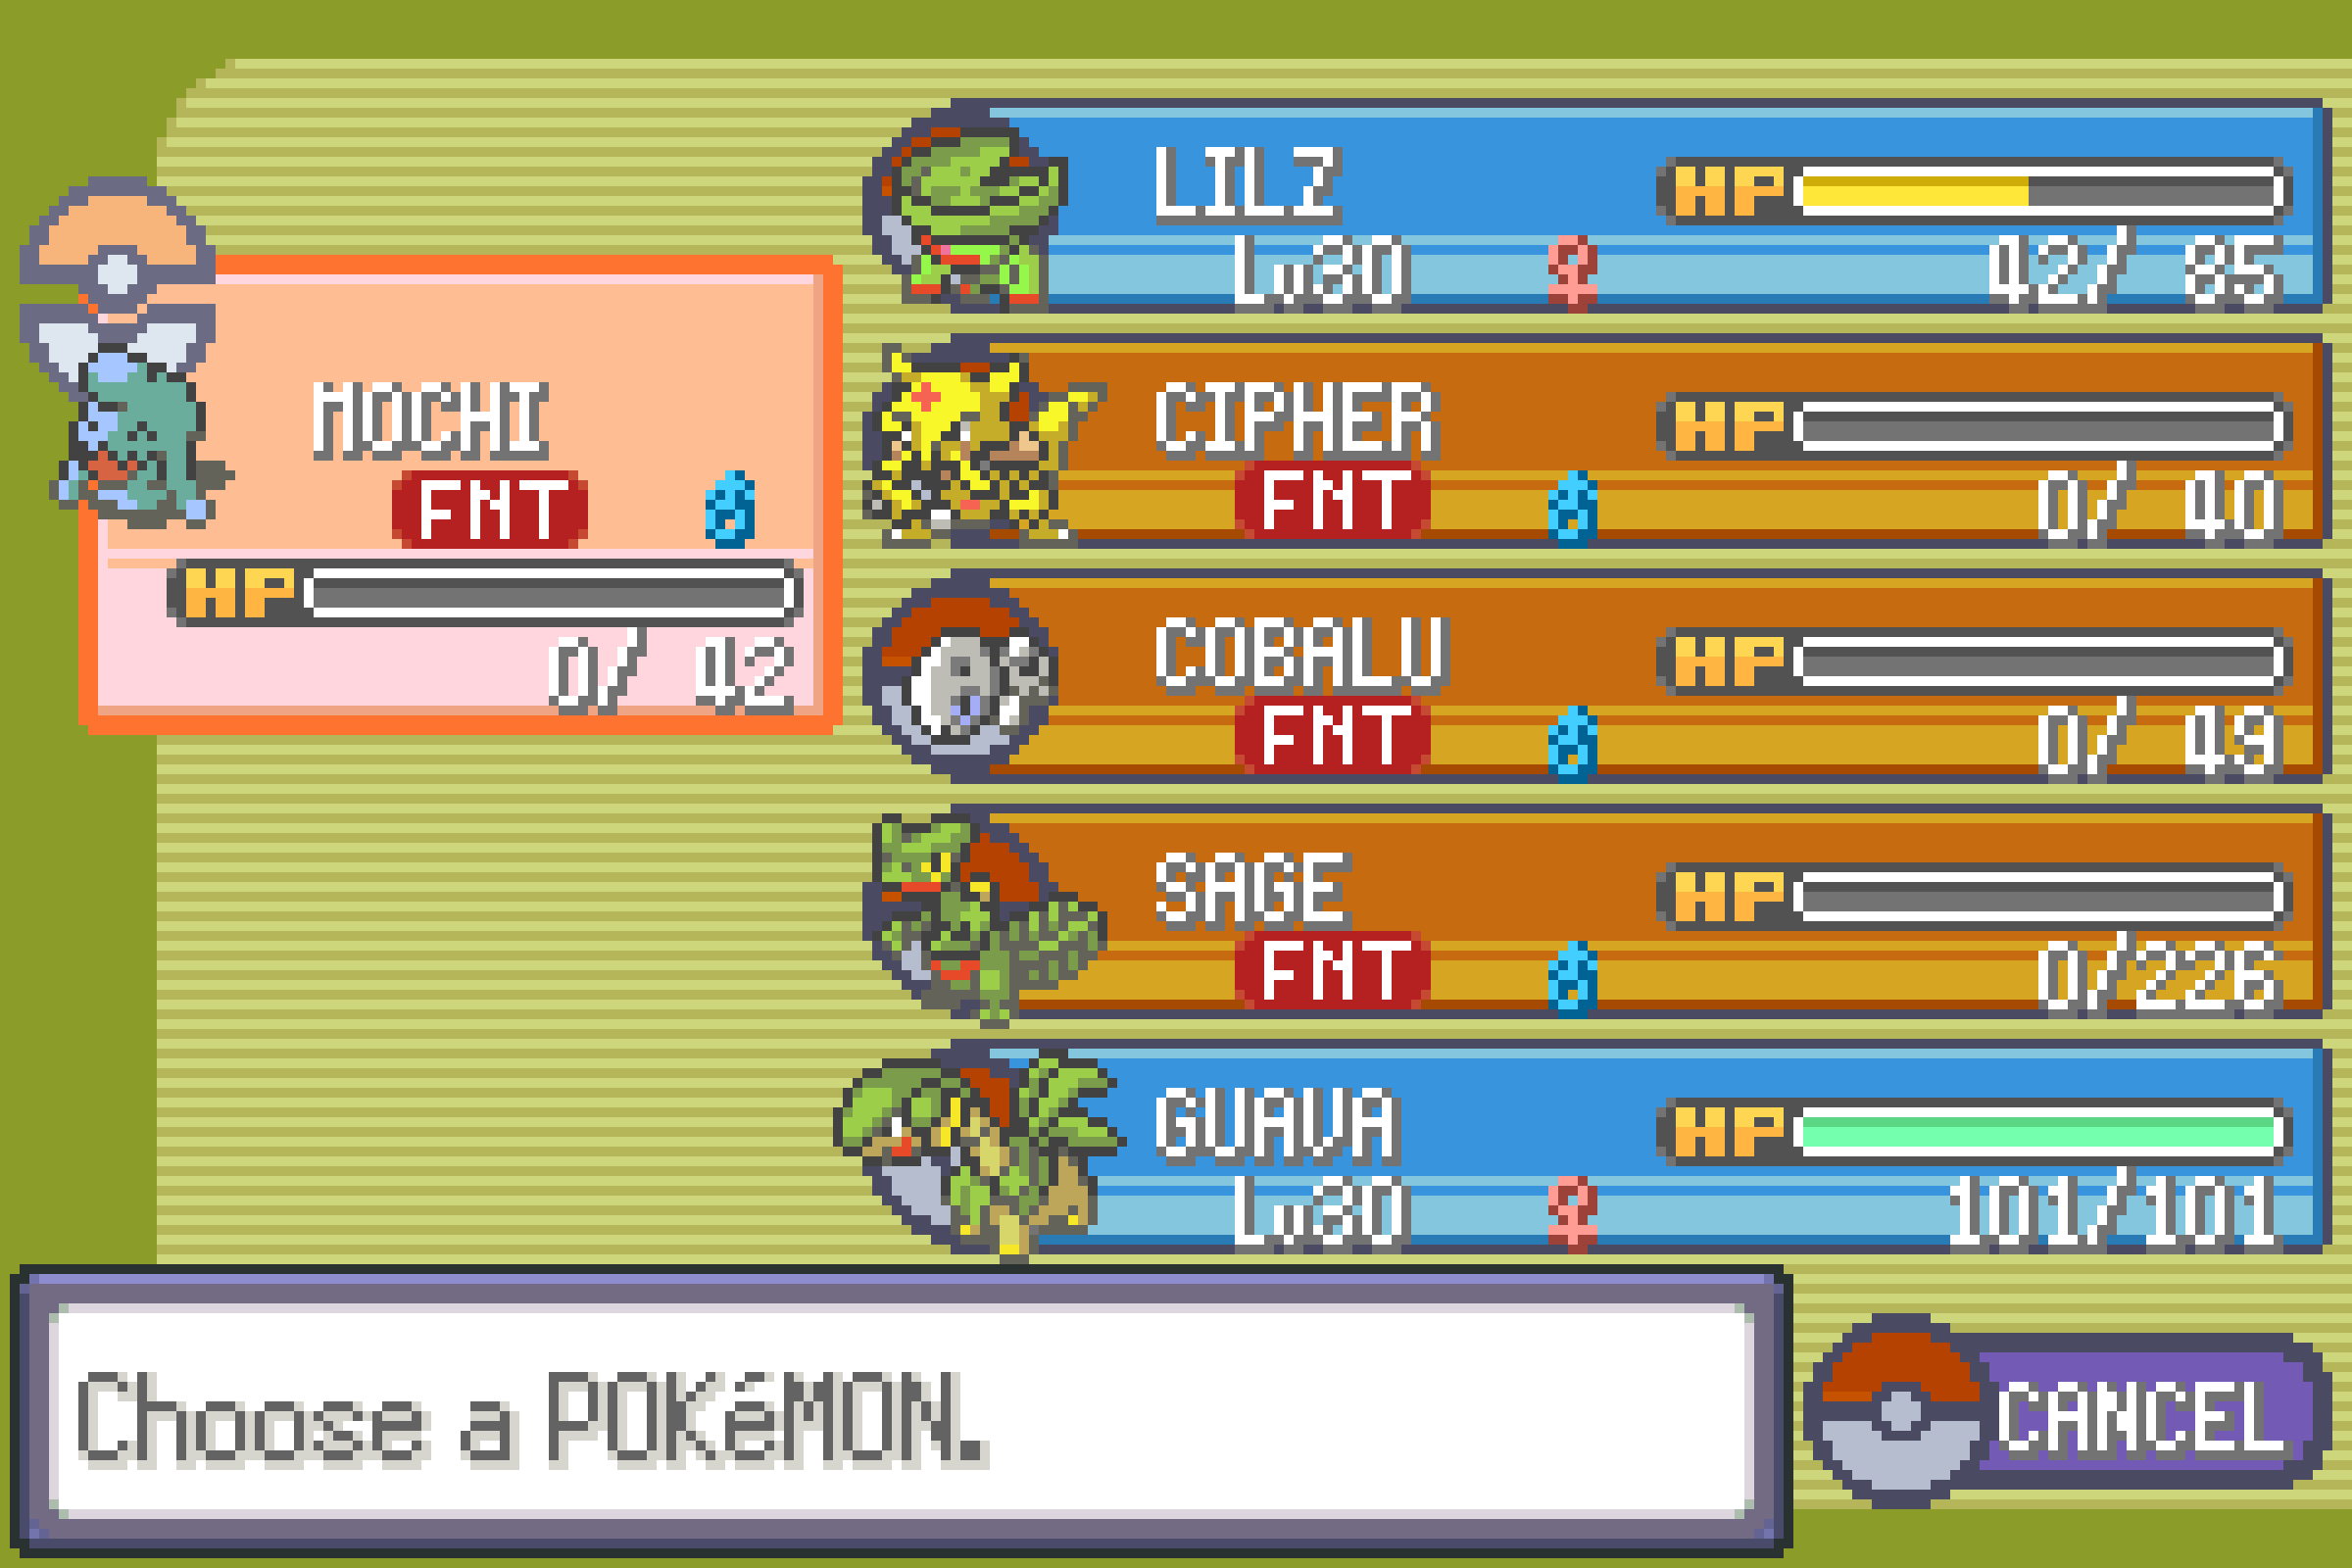 MOCHI
FNT ♂
HP
0/ 42
LILZ
HP
Lv30 ♀ 42/ 85
CIPHER
HP
FNT ♂ 0/ 40
COBALU
HP
FNT ♂ 0/ 49
SAGE
HP
FNT ♂ 0/226
GUAVA
HP
Lv30 ♀ 101/101
Choose a POKéMON.
CANCEL